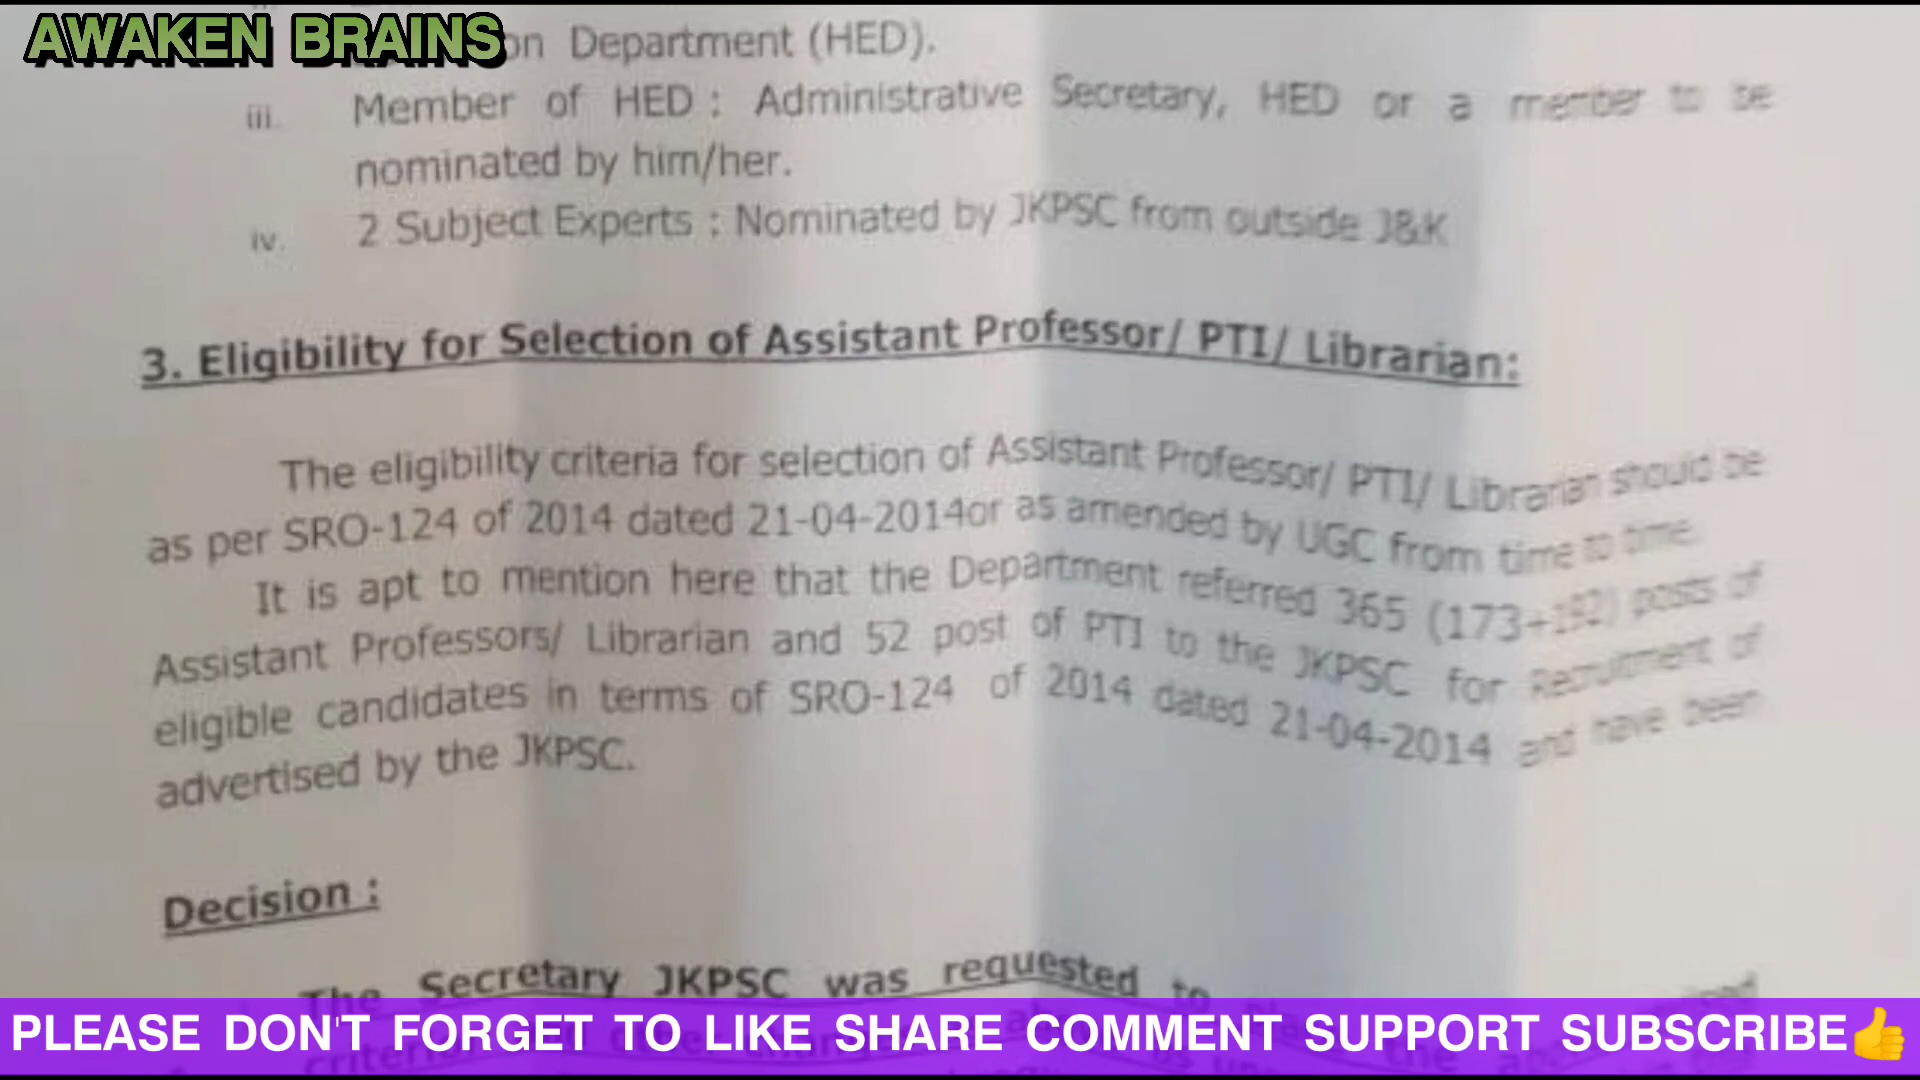 AWAKEN BRAINS
on Department (HED).
iii. Member of HED : Administrative Secretary, HED or a member to be
nominated by him/her.
iv. 2 Subject Experts : Nominated by JKPSC from outside J&K
3. Eligibility for Selection of Assistant Professor/ PTI/ Librarian:
The eligibility criteria for selection of Assistant Professor/ PTI/ Librarian should be
as per SRO-124 of 2014 dated 21-04-2014or as amended by UGC from time to time.
It is apt to mention here that the Department referred 365 (173+192) posts of
Assistant Professors/ Librarian and 52 post of PTI to the JKPSC for Recruitment of
eligible candidates in terms of SRO-124 of 2014 dated 21-04-2014 and have been
advertised by the JKPSC.
Decision :
The Secretary JKPSC was requested to
PLEASE DON'T FORGET TO LIKE SHARE COMMENT SUPPORT SUBSCRIBE👍